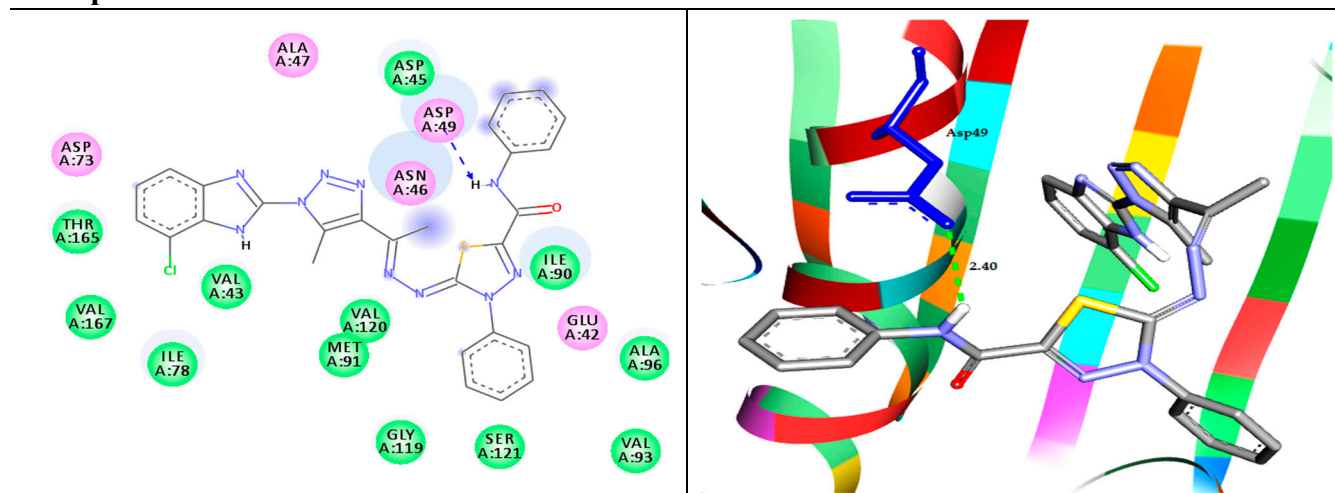 ALA
A:47
ASP
A:45
ASP
A:49
ASP
A:73
ASN
A:46
N
N
N
H
N
N
N
O
THR
A:165
N
H
S
Cl
VAL
A:43
N
N
N
N
ILE
A:90
VAL
A:167
VAL
A:120
GLU
A:42
MET
A:91
ALA
A:96
ILE
A:78
GLY
A:119
SER
A:121
VAL
A:93
Asp49
2.40